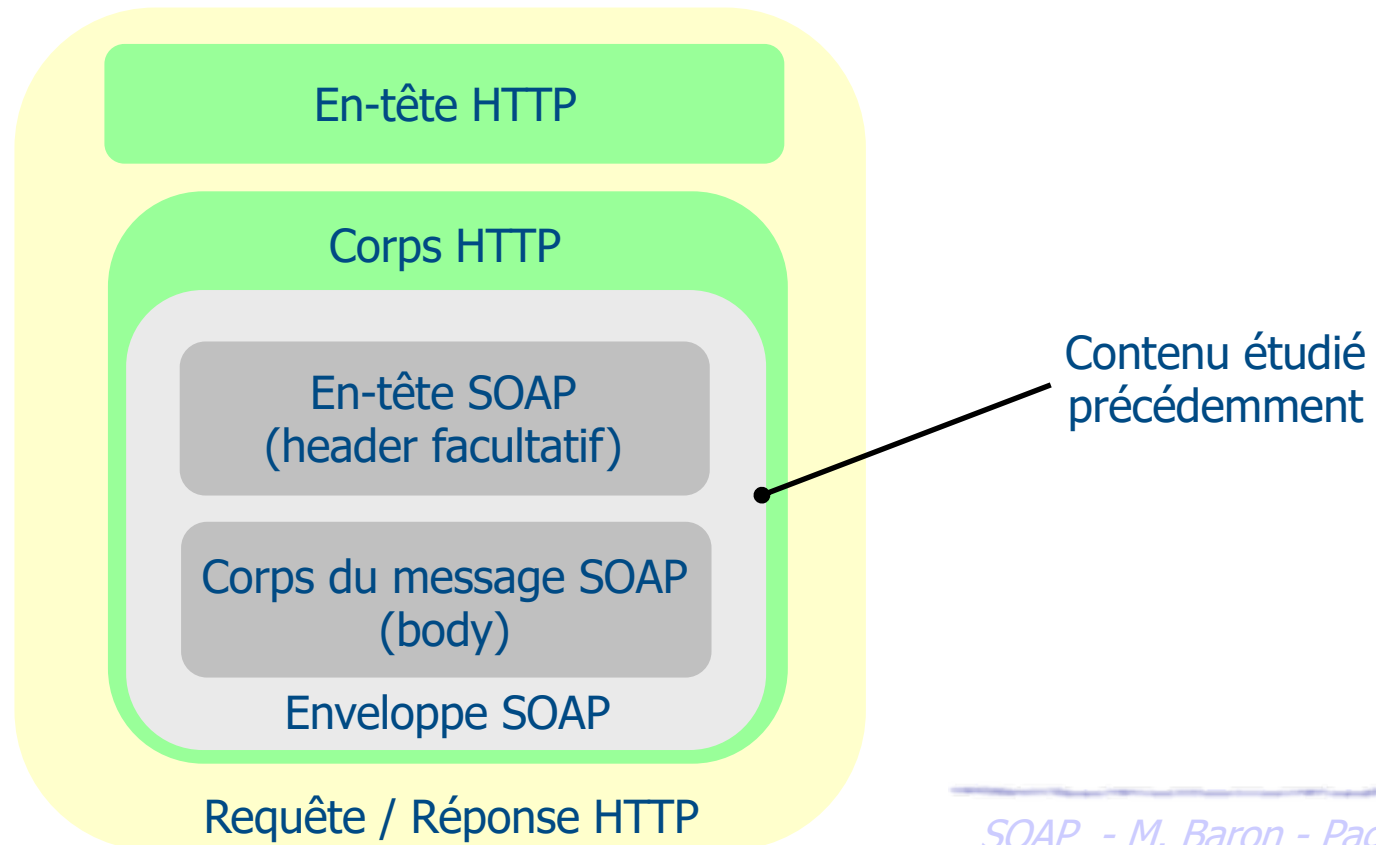 En-tête HTTP
Corps HTTP
En-tête SOAP
(header facultatif)
Corps du message SOAP
(body)
Enveloppe SOAP
Requête / Réponse HTTP
Contenu étudié
précédemment
SOAP - M. Baron -